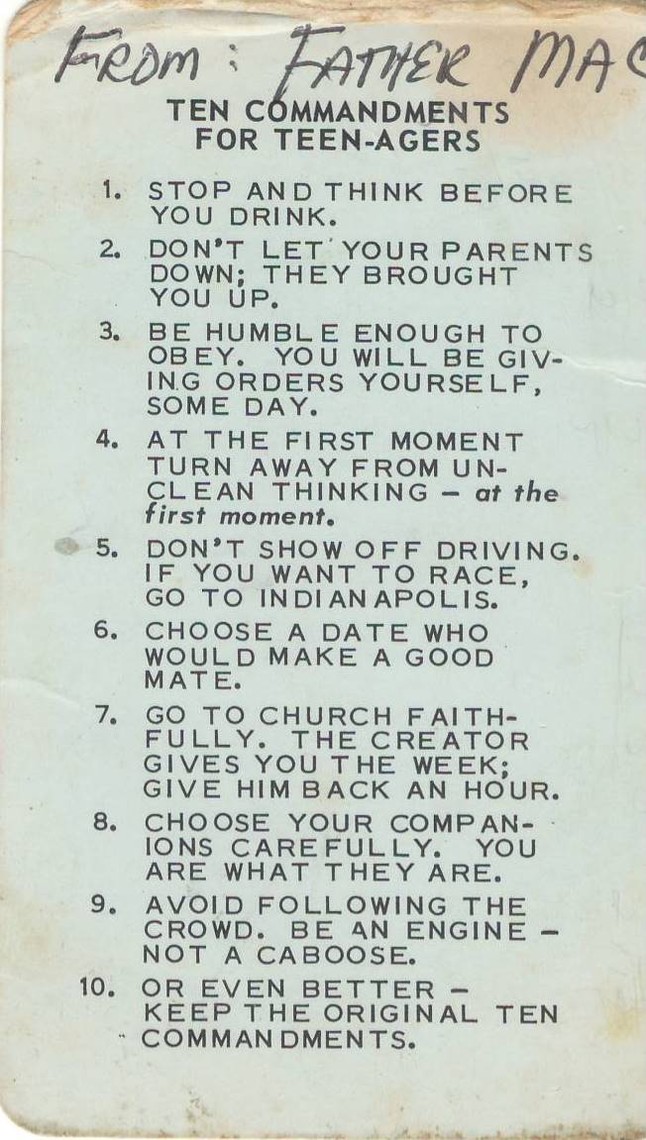 FROM: FATHER MAC
TEN COMMANDMENTS
FOR TEEN-AGERS
1. STOP AND THINK BEFORE
YOU DRINK.
2. DON'T LET YOUR PARENTS
DOWN; THEY BROUGHT
YOU UP.
3. BE HUMBLE ENOUGH TO
OBEY. YOU WILL BE GIV-
ING ORDERS YOURSELF,
SOME DAY.
4. AT THE FIRST MOMENT
TURN AWAY FROM UN-
CLEAN THINKING — at the
first moment.
5. DON'T SHOW OFF DRIVING.
IF YOU WANT TO RACE,
GO TO INDIANAPOLIS.
6. CHOOSE A DATE WHO
WOULD MAKE A GOOD
MATE.
7. GO TO CHURCH FAITH-
FULLY. THE CREATOR
GIVES YOU THE WEEK;
GIVE HIM BACK AN HOUR.
8. CHOOSE YOUR COMPAN-
IONS CAREFULLY. YOU
ARE WHAT THEY ARE.
9. AVOID FOLLOWING THE
CROWD. BE AN ENGINE —
NOT A CABOOSE.
10. OR EVEN BETTER —
KEEP THE ORIGINAL TEN
COMMANDMENTS.